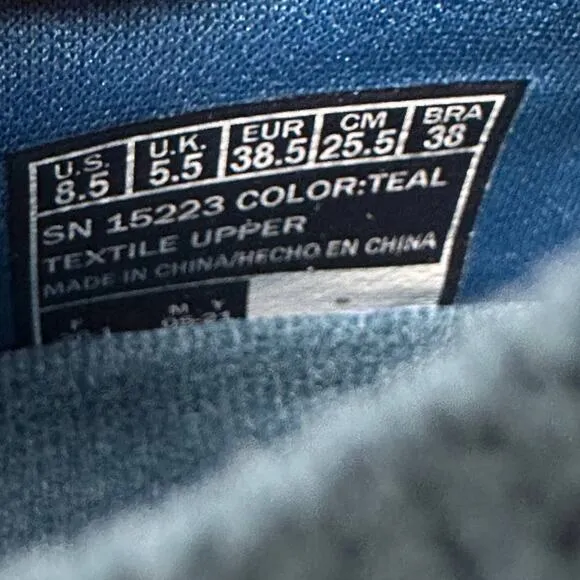 U.S. U.K. EUR CM BRA
8.5 5.5 38.5 25.5 38
SN 15223 COLOR:TEAL
TEXTILE UPPER
MADE IN CHINA/HECHO EN CHINA
M Y